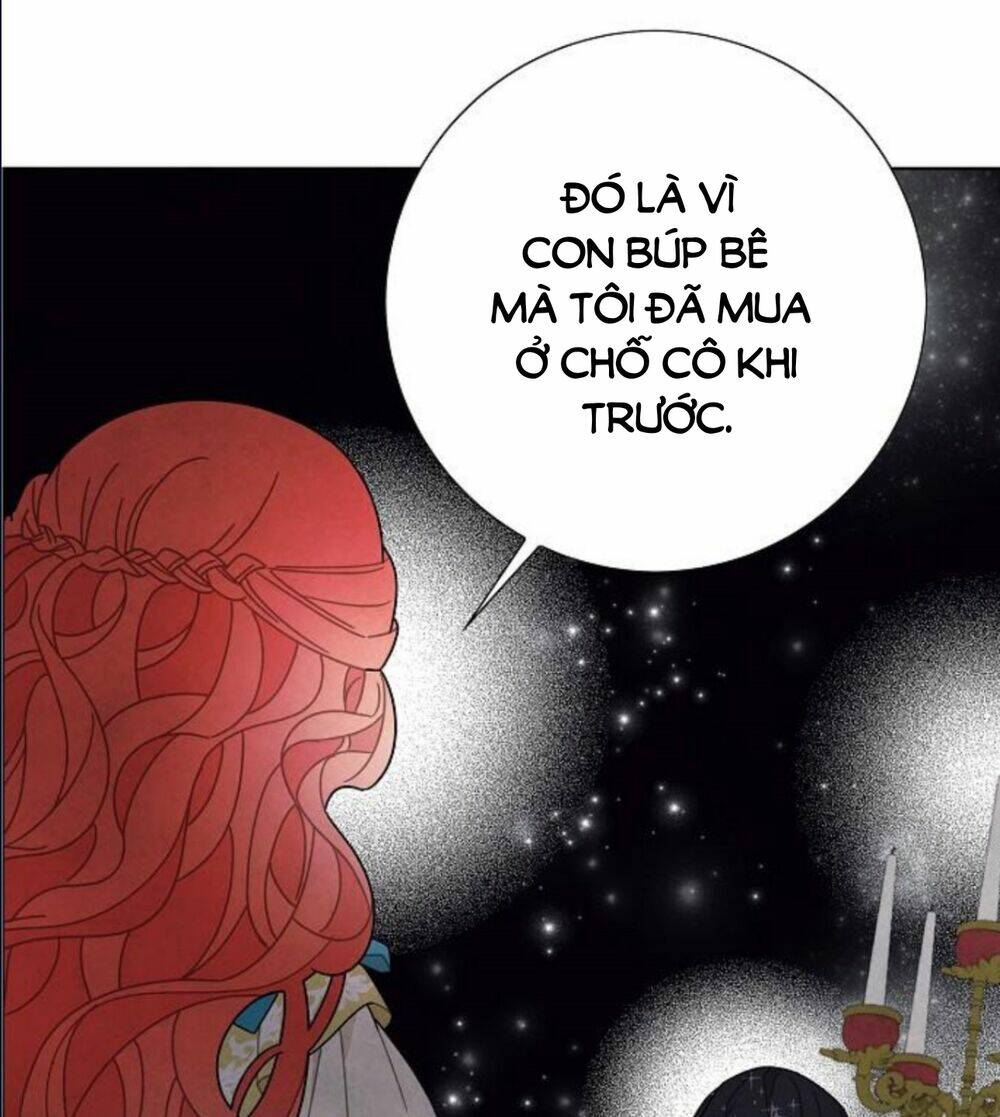 ĐÓ LÀ VÌ
CON BÚP BÊ
MÀ TÔI ĐÃ MUA
Ở CHỖ CÔ KHI
TRƯỚC.